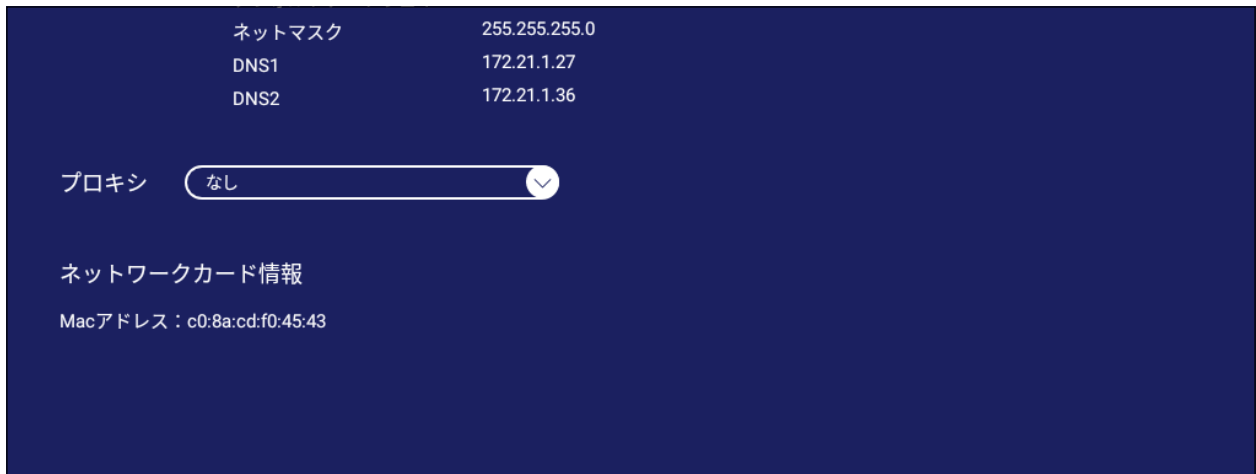 ネットマスク 255.255.255.0
DNS1 172.21.1.27
DNS2 172.21.1.36
プロキシ なし
ネットワークカード情報
Macアドレス：c0:8a:cd:f0:45:43